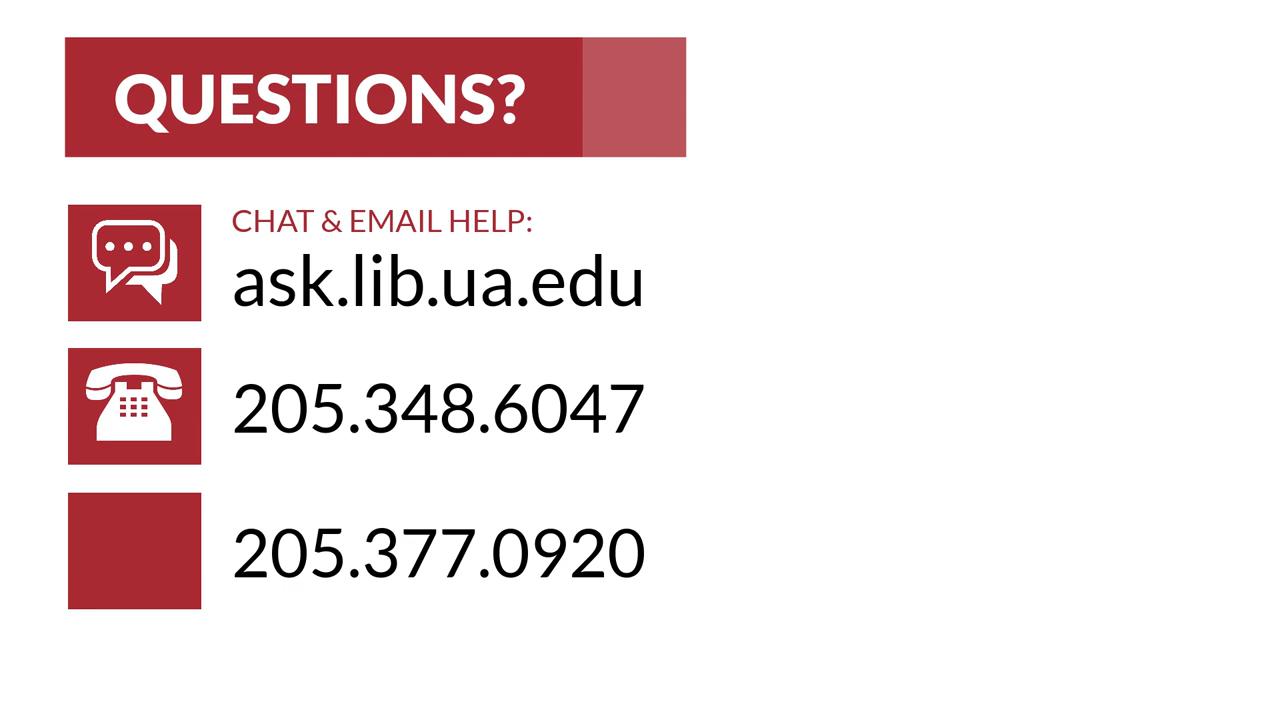 QUESTIONS?
CHAT & EMAIL HELP:
ask.lib.ua.edu
205.348.6047
205.377.0920